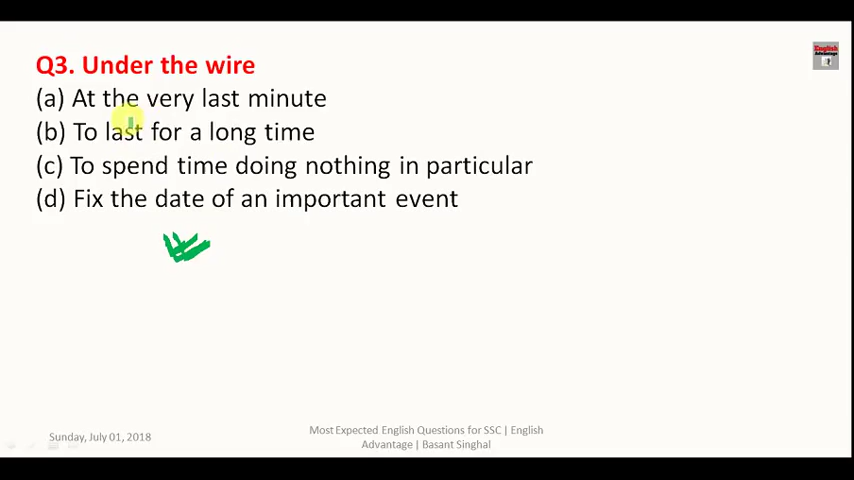 English
Advantage
Q3. Under the wire
(a) At the very last minute
(b) To last for a long time
(c) To spend time doing nothing in particular
(d) Fix the date of an important event
Sunday, July 01, 2018
Most Expected English Questions for SSC | English
Advantage | Basant Singhal